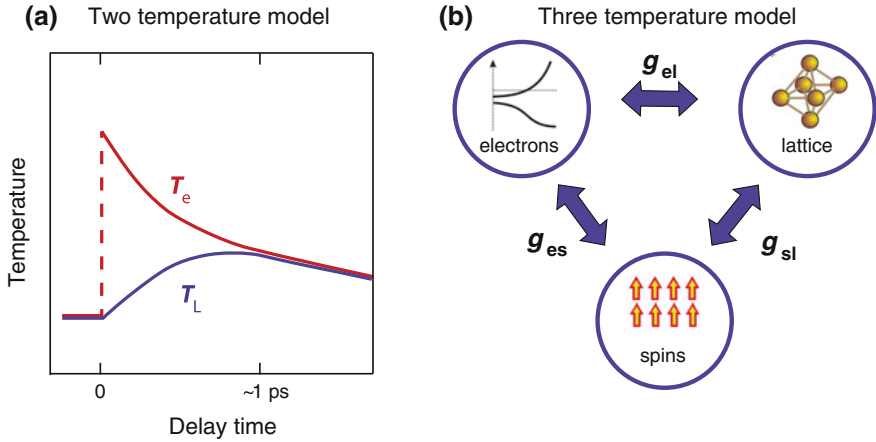 (a) Two temperature model
Temperature
Te
TL
0
~1 ps
Delay time
(b) Three temperature model
gel
electrons
lattice
ges
gsl
spins